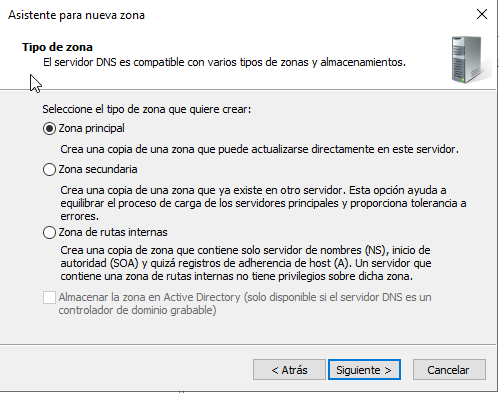 Asistente para nueva zona
Tipo de zona
El servidor DNS es compatible con varios tipos de zonas y almacenamientos.
Seleccione el tipo de zona que quiere crear:
Zona principal
Crea una copia de una zona que puede actualizarse directamente en este servidor.
Zona secundaria
Crea una copia de una zona que ya existe en otro servidor. Esta opción ayuda a
equilibrar el proceso de carga de los servidores principales y proporciona tolerancia a
errores.
Zona de rutas internas
Crea una copia de zona que contiene solo servidor de nombres (NS), inicio de
autoridad (SOA) y quizá registros de adherencia de host (A). Un servidor que
contiene una zona de rutas internas no tiene privilegios sobre dicha zona.
Almacenar la zona en Active Directory (solo disponible si el servidor DNS es un
controlador de dominio grabable)
< Atrás
Siguiente >
Cancelar